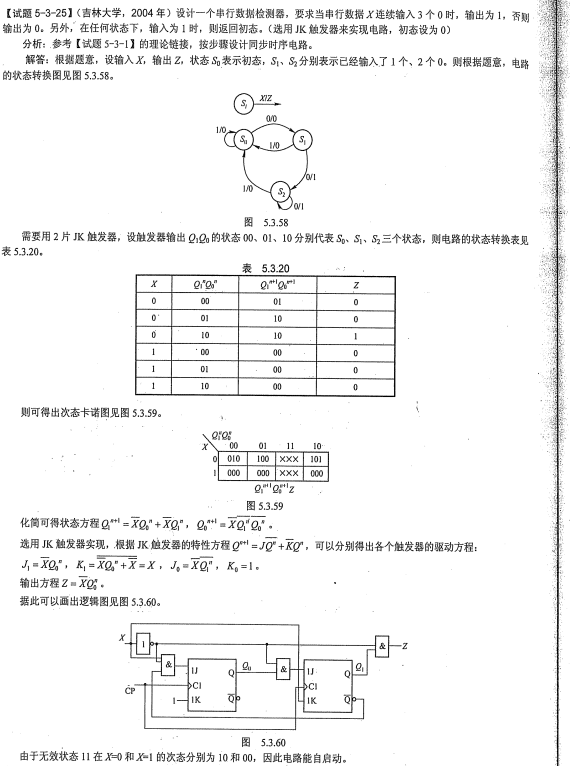 【试题 5-3-25】(吉林大学，2004 年) 设计一个串行数据检测器，要求当串行数据 X 连续输入 3 个 0 时，输出为 1，否则
输出为 0。另外，在任何状态下，输入为 1 时，则返回初态。(选用 JK 触发器来实现电路，初态设为 0)
分析：参考【试题 5-3-1】的理论链接，按步骤设计同步时序电路。
解答：根据题意，设输入 X，输出 Z，状态 S₀ 表示初态，S₁、S₂ 分别表示已经输入了 1 个、2 个 0。则根据题意，电路
的状态转换图见图 5.3.58。
Sᵢ X/Z
0/0
1/0 S₀ 1/0 S₁
0/1
1/0
S₂ 0/1
图 5.3.58
需要用 2 片 JK 触发器，设触发器输出 Q₁Q₀ 的状态 00、01、10 分别代表 S₀、S₁、S₂ 三个状态，则电路的状态转换表见
表 5.3.20。
表 5.3.20
X Q₁ⁿQ₀ⁿ Q₁ⁿ⁺¹Q₀ⁿ⁺¹ Z
0 00 01 0
0 01 10 0
0 10 10 1
1 00 00 0
1 01 00 0
1 10 00 0
则可得出次态卡诺图见图 5.3.59。
Q₁ⁿQ₀ⁿ
X 00 01 11 10
0 010 100 ××× 101
1 000 000 ××× 000
Q₁ⁿ⁺¹Q₀ⁿ⁺¹Z
图 5.3.59
化简可得状态方程 Q₁ⁿ⁺¹ = X̅Q₀ⁿ + X̅Q₁ⁿ，Q₀ⁿ⁺¹ = X̅ Q̅₁ⁿ Q̅₀ⁿ。
选用 JK 触发器实现，根据 JK 触发器的特性方程 Qⁿ⁺¹ = JQ̅ⁿ + K̅Qⁿ，可以分别得出各个触发器的驱动方程：
J₁ = X̅Q₀ⁿ，K₁ = X̅Q₀ⁿ + X̅ = X，J₀ = X̅Q̅₁ⁿ，K₀ = 1。
输出方程 Z = X̅Q₀ⁿ。
据此可以画出逻辑图见图 5.3.60。
X 1 & Z
& 1J Q Q₀ & 1J Q Q₁
CP C1 C1
1 1K Q̅ 1K Q̅
图 5.3.60
由于无效状态 11 在 X=0 和 X=1 的次态分别为 10 和 00，因此电路能自启动。